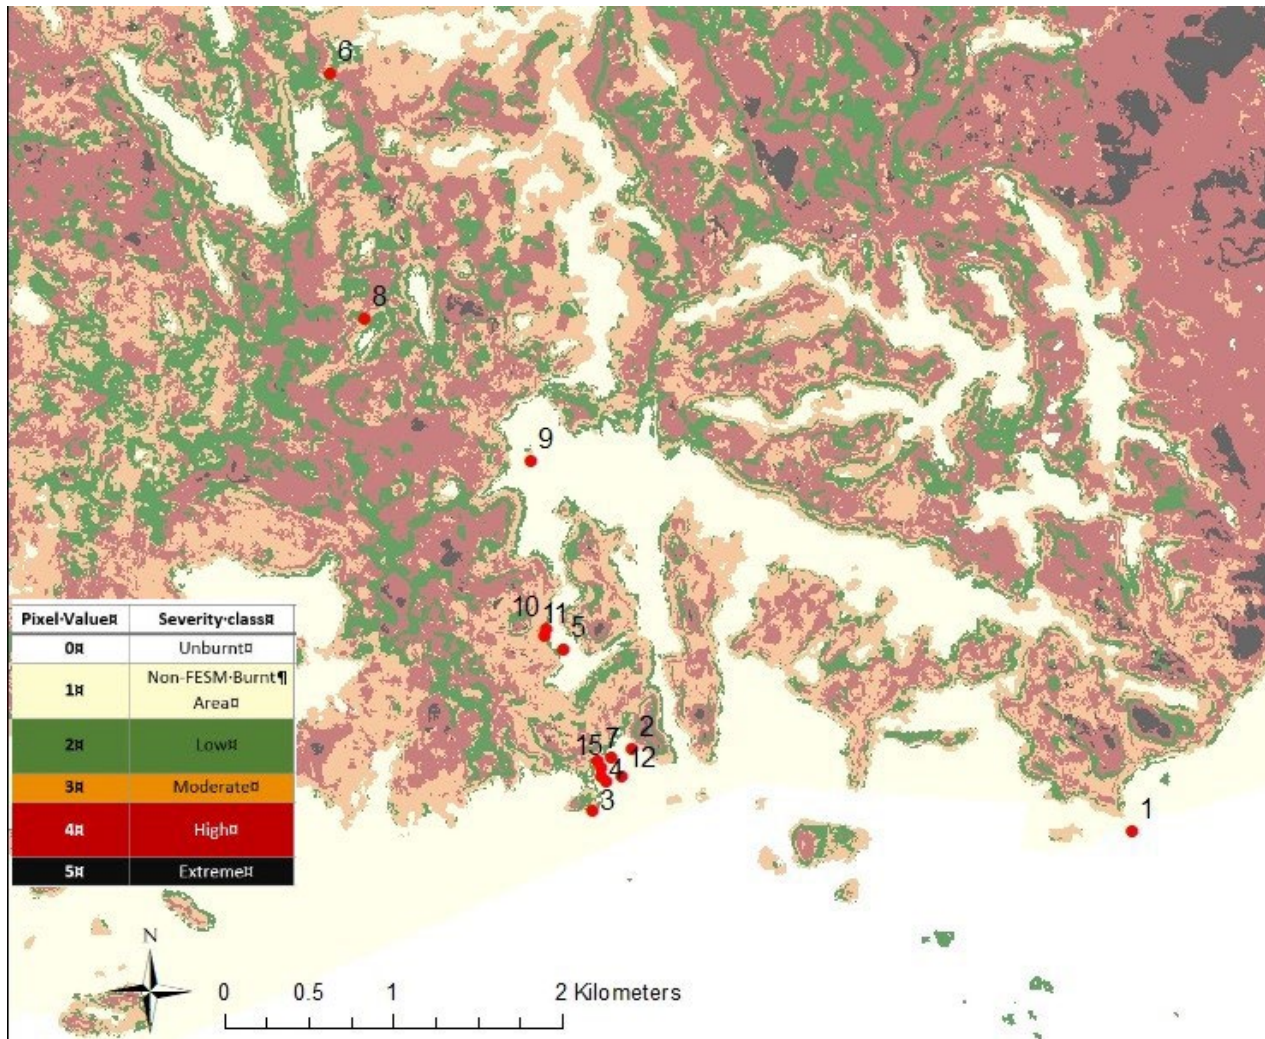 6
8
9
10
11
5
2
7
15
12
4
3
1
Pixel·Value¤ Severity·class¤
0¤ Unburnt¤
1¤ Non-FESM·Burnt¶
Area¤
2¤ Low¤
3¤ Moderate¤
4¤ High¤
5¤ Extreme¤
N
0 0.5 1 2 Kilometers